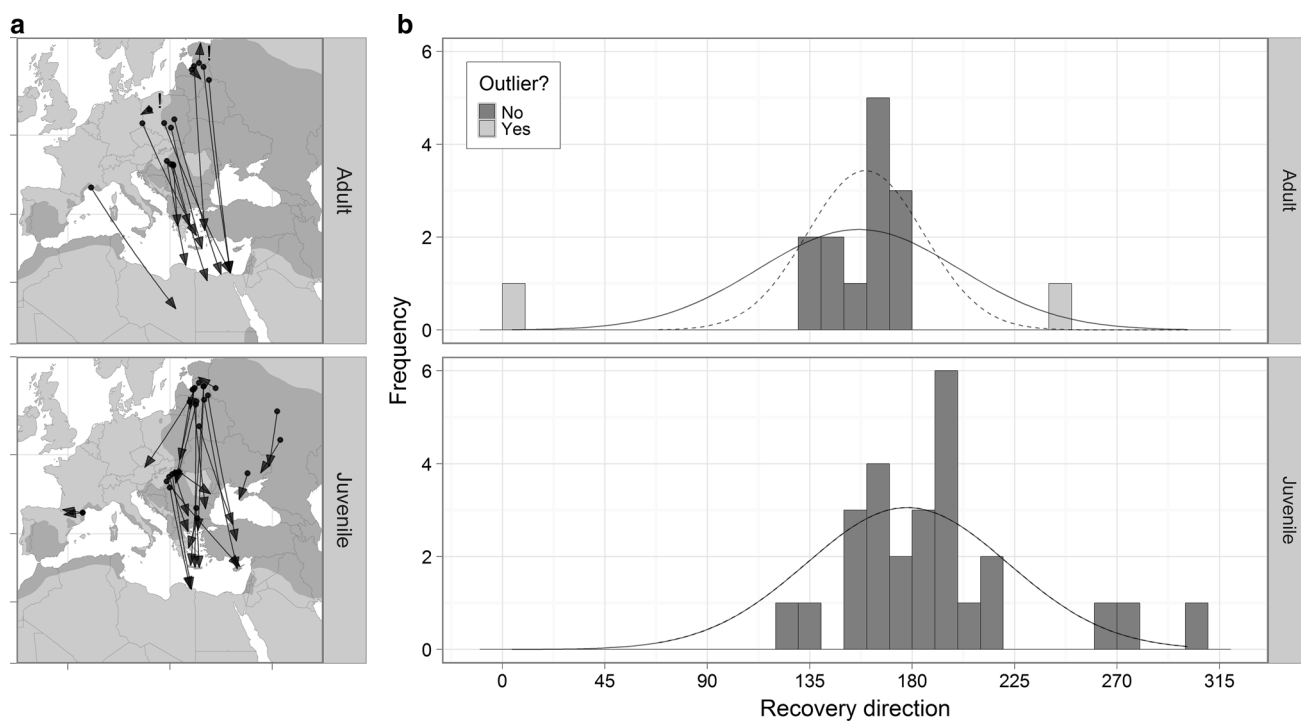 a
!
!
Adult
Juvenile
b
Frequency
6
4
2
0
Outlier?
No
Yes
Adult
6
4
2
0
Juvenile
0 45 90 135 180 225 270 315
Recovery direction